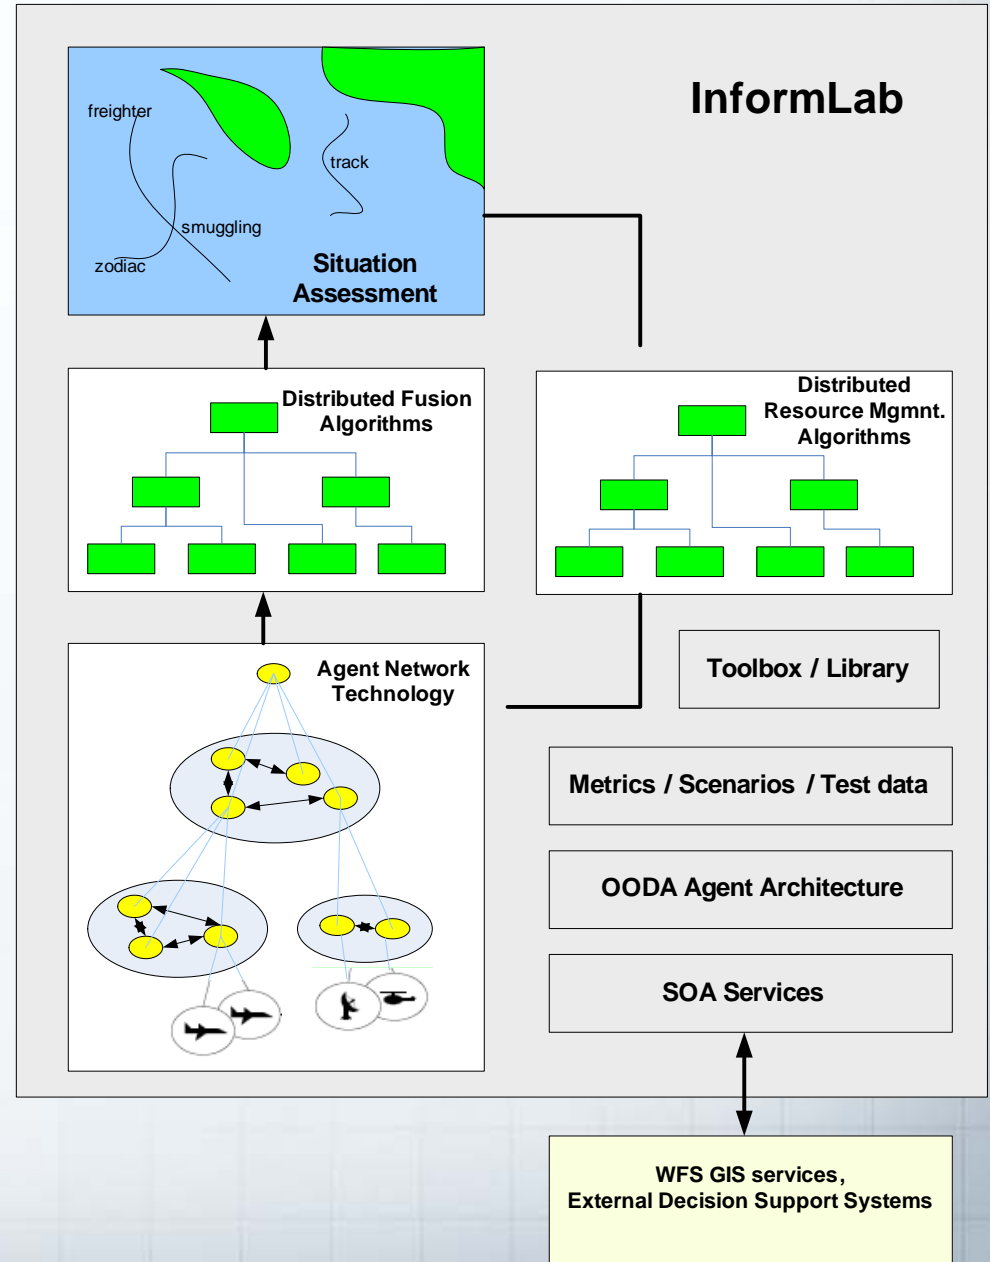 InformLab
freighter
track
smuggling
zodiac
Situation
Assessment
Distributed Fusion
Algorithms
Distributed
Resource Mgmnt.
Algorithms
Agent Network
Technology
Toolbox / Library
Metrics / Scenarios / Test data
OODA Agent Architecture
SOA Services
WFS GIS services,
External Decision Support Systems